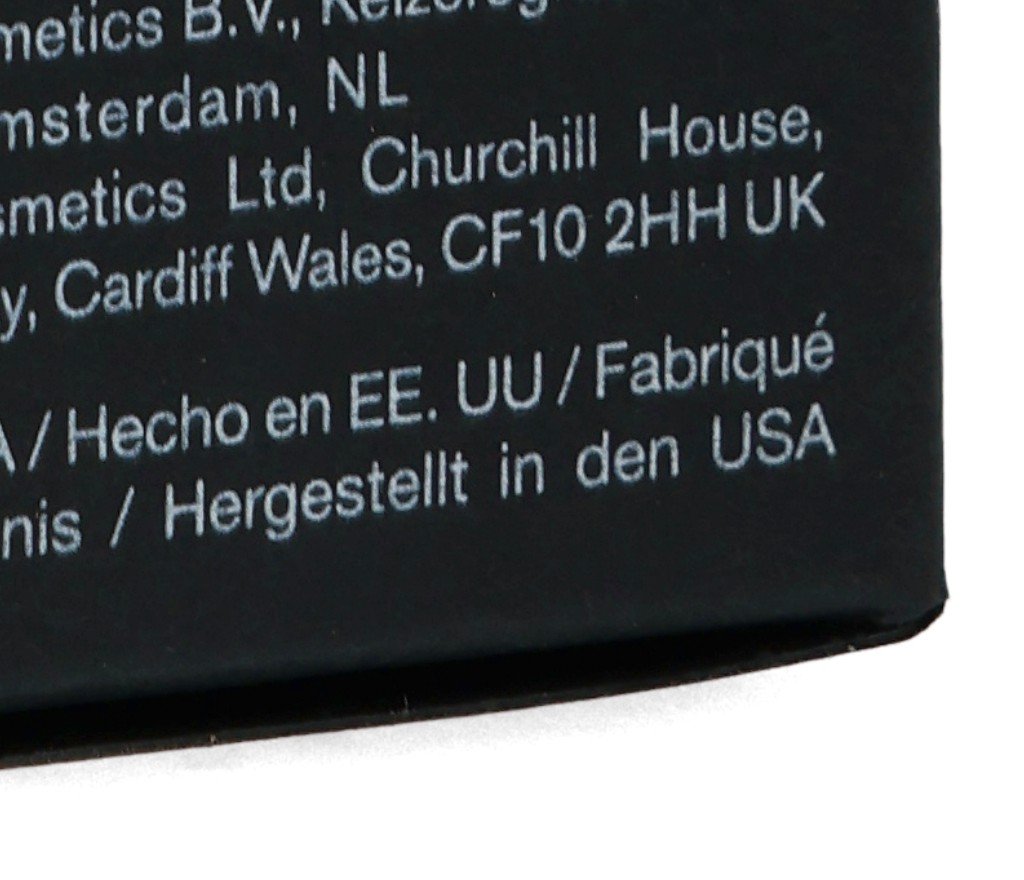 metics B.V.,
msterdam, NL
smetics Ltd, Churchill House,
y, Cardiff Wales, CF10 2HH UK
A / Hecho en EE. UU / Fabriqué
nis / Hergestellt in den USA